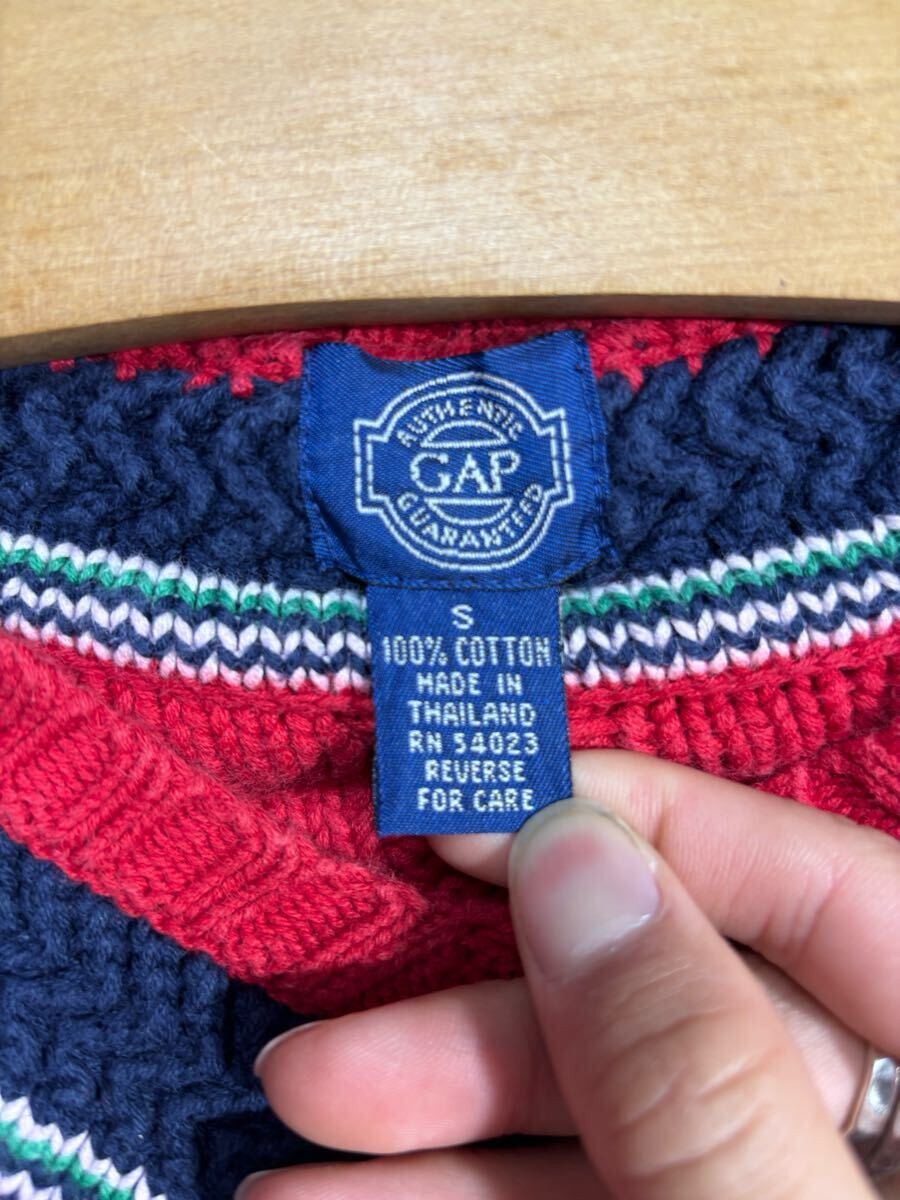 AUTHENTIC
GAP
GUARANTEED
S
100% COTTON
MADE IN
THAILAND
RN 54023
REVERSE
FOR CARE